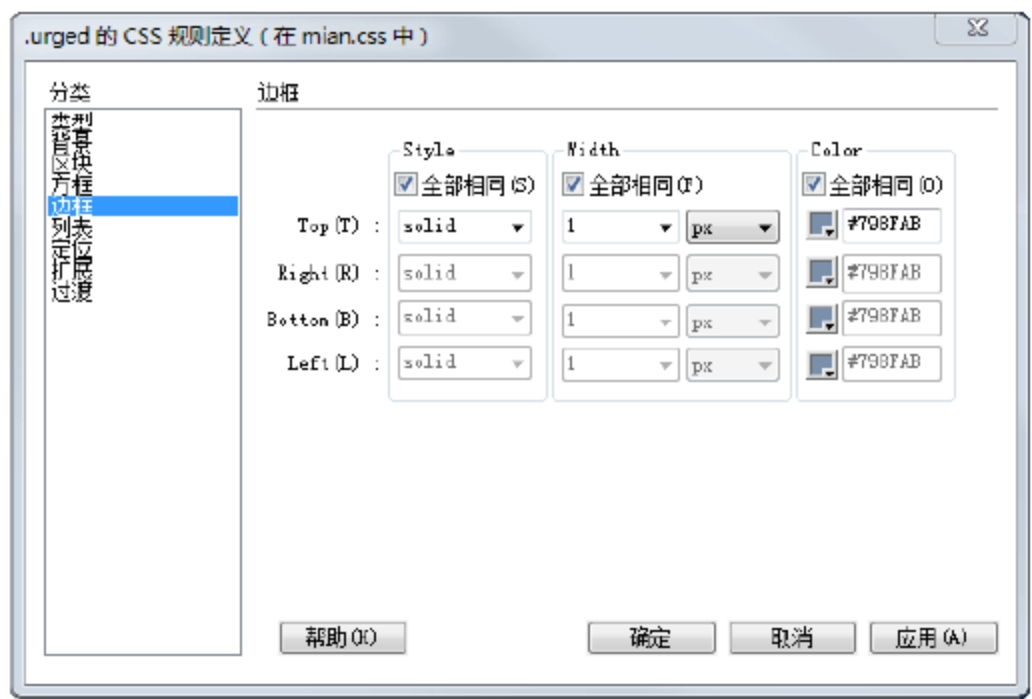 .urged 的 CSS 规则定义 ( 在 mian.css 中 )
分类
类型
背景
区块
方框
边框
列表
定位
扩展
过渡
边框
Style
Width
Color
全部相同(S)
全部相同(F)
全部相同(O)
Top(T) : solid 1 px #798FAB
Right(R) : solid 1 px #798FAB
Bottom(B) : solid 1 px #798FAB
Left(L) : solid 1 px #798FAB
帮助(H)
确定
取消
应用(A)